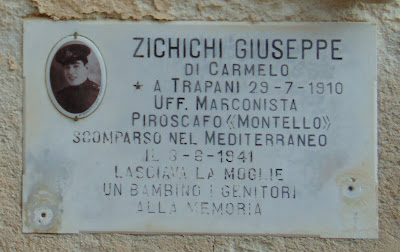 ZICHICHI GIUSEPPE
DI CARMELO
★ A TRAPANI 29-7-1910
UFF. MARCONISTA
PIROSCAFO «MONTELLO»
SCOMPARSO NEL MEDITERRANEO
IL 3-6-1941
LASCIAVA LA MOGLIE
UN BAMBINO I GENITORI
ALLA MEMORIA